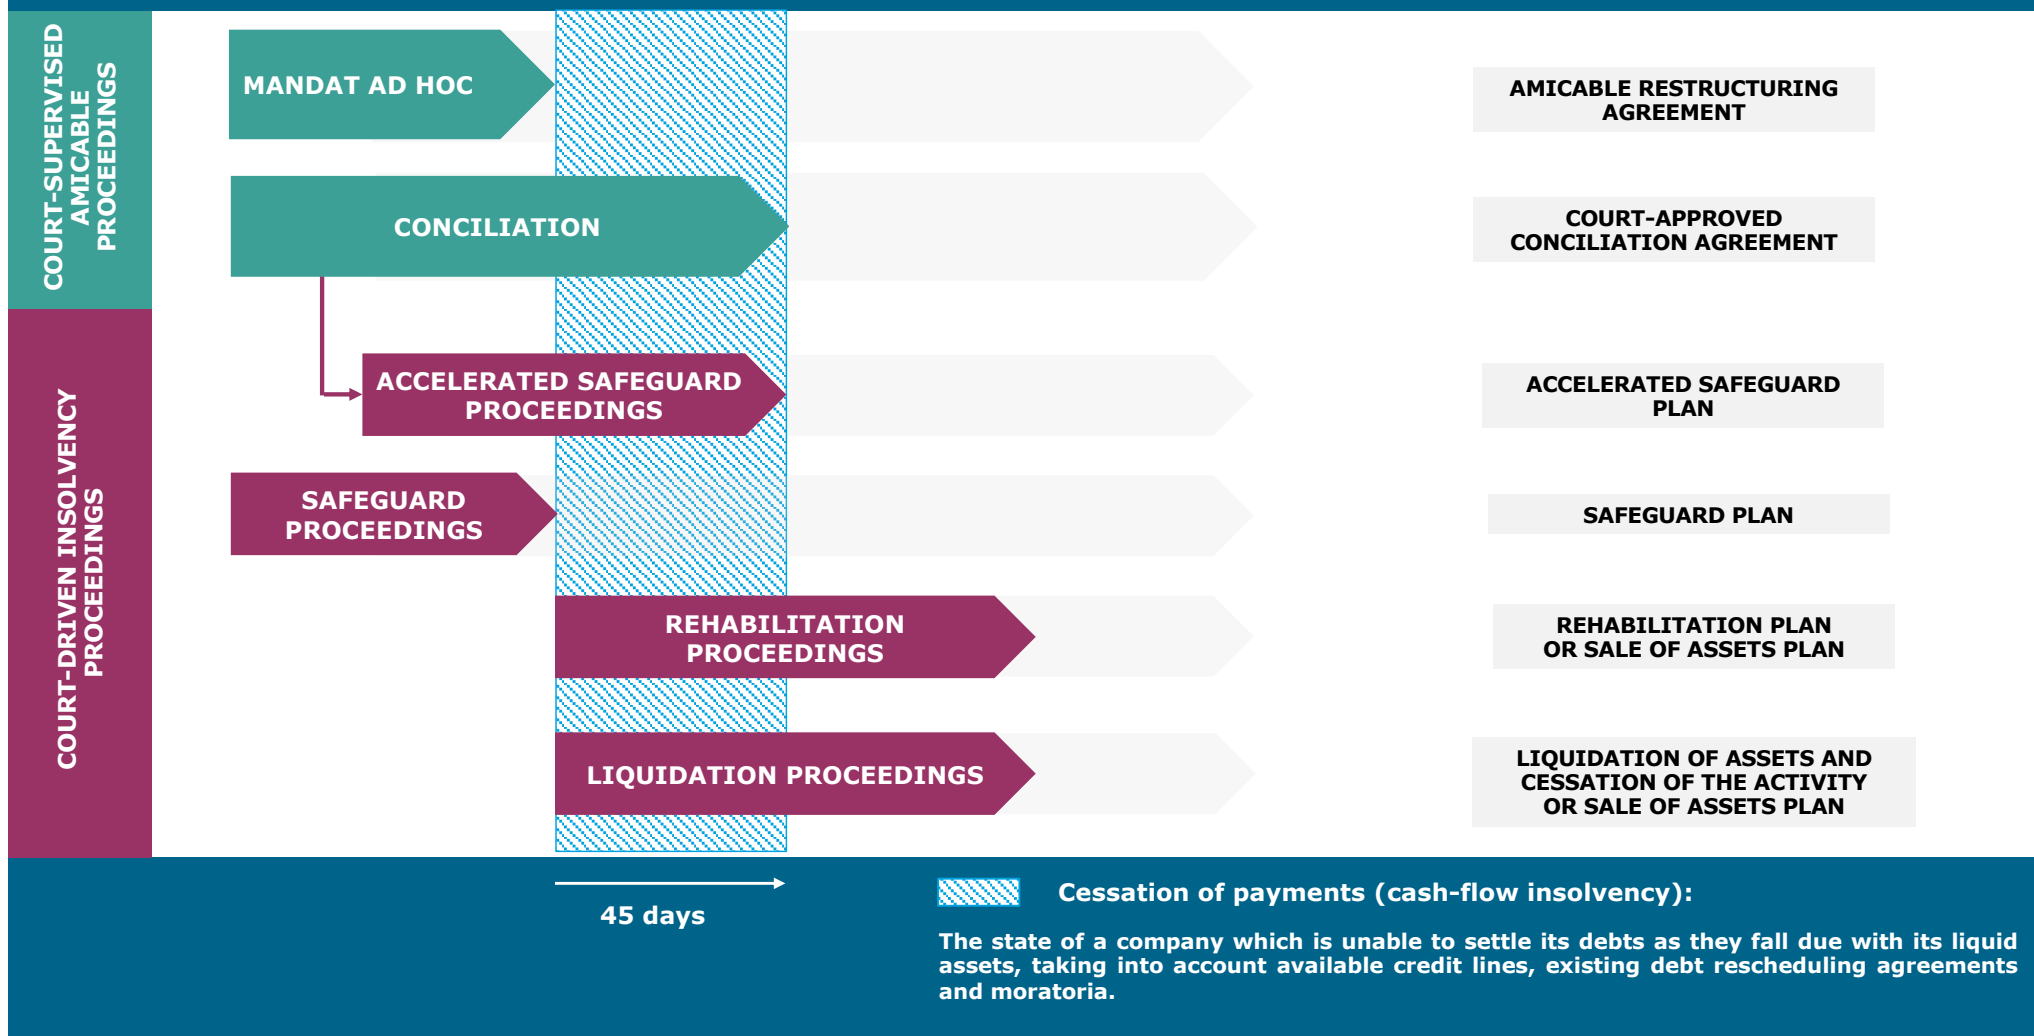 COURT-SUPERVISED
AMICABLE
PROCEEDINGS
MANDAT AD HOC
AMICABLE RESTRUCTURING
AGREEMENT
CONCILIATION
COURT-APPROVED
CONCILIATION AGREEMENT
COURT-DRIVEN INSOLVENCY
PROCEEDINGS
ACCELERATED SAFEGUARD
PROCEEDINGS
ACCELERATED SAFEGUARD
PLAN
SAFEGUARD
PROCEEDINGS
SAFEGUARD PLAN
REHABILITATION
PROCEEDINGS
REHABILITATION PLAN
OR SALE OF ASSETS PLAN
LIQUIDATION PROCEEDINGS
LIQUIDATION OF ASSETS AND
CESSATION OF THE ACTIVITY
OR SALE OF ASSETS PLAN
45 days
Cessation of payments (cash-flow insolvency):
The state of a company which is unable to settle its debts as they fall due with its liquid
assets, taking into account available credit lines, existing debt rescheduling agreements
and moratoria.